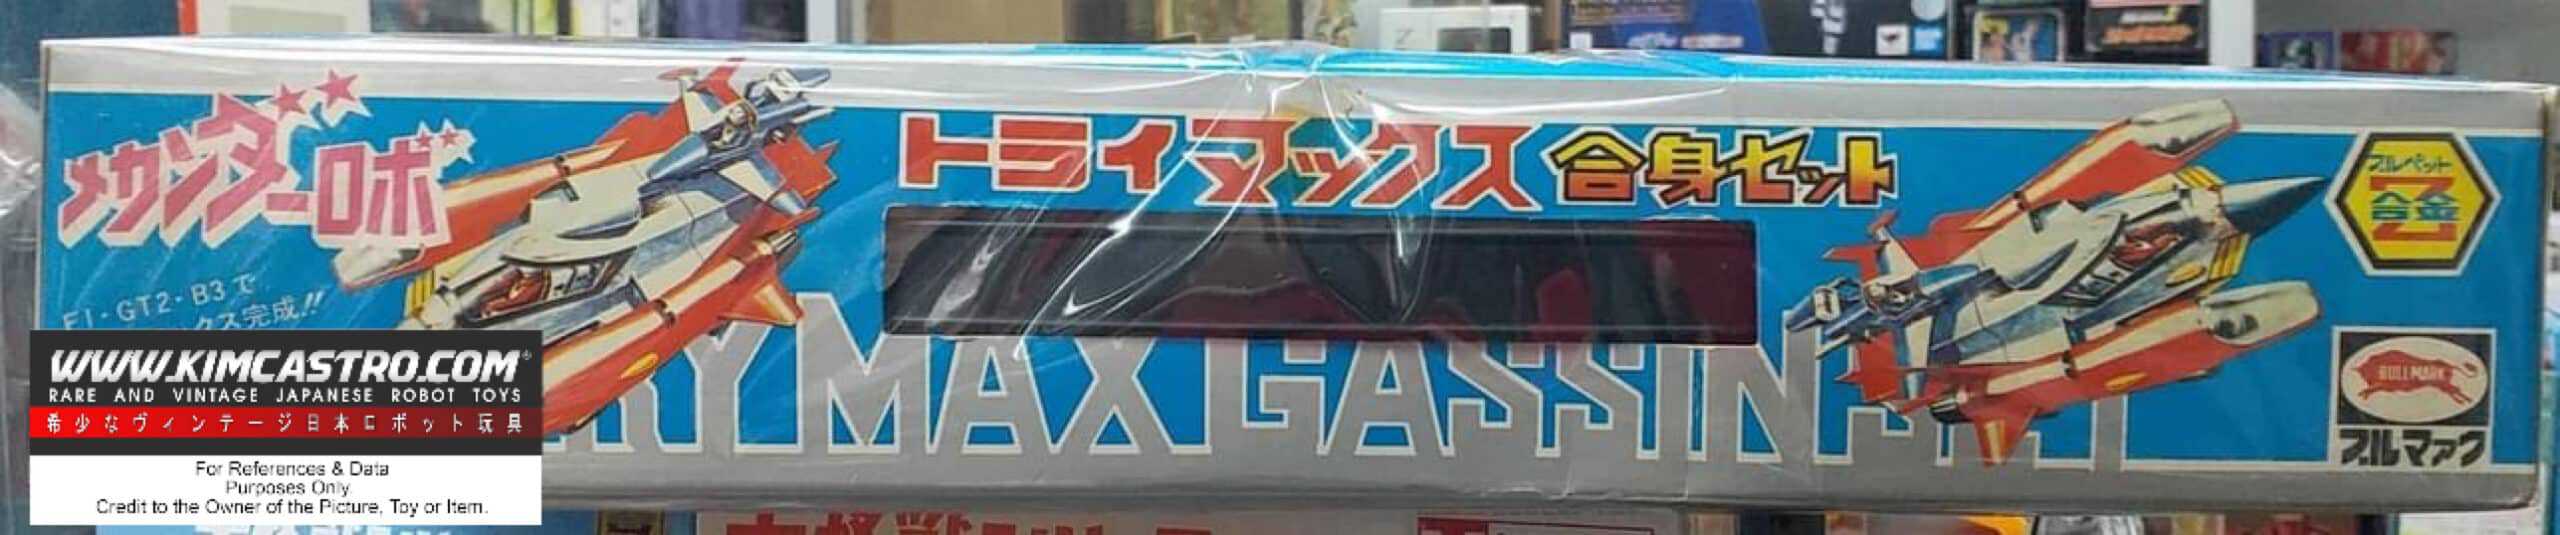 メカンダーロボ
F1・GT2・B3で
クス完成!!
トライマックス合身セット
RY MAX GASSIN
ブルペット
Z
合金
BULLMARK
ブルマァク
WWW.KIMCASTRO.COM®
RARE AND VINTAGE JAPANESE ROBOT TOYS
希少なヴィンテージ日本ロボット玩具
For References & Data
Purposes Only.
Credit to the Owner of the Picture, Toy or Item.